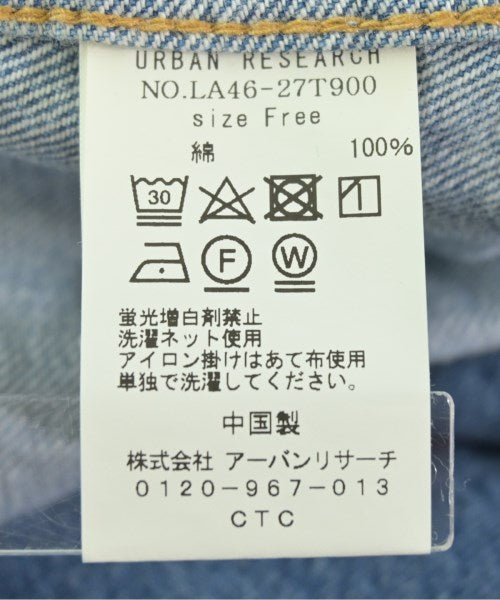 URBAN RESEARCH
NO.LA46-27T900
size Free
綿 100%
30
F W
蛍光増白剤禁止
洗濯ネット使用
アイロン掛けはあて布使用
単独で洗濯してください。
中国製
株式会社 アーバンリサーチ
0120-967-013
CTC